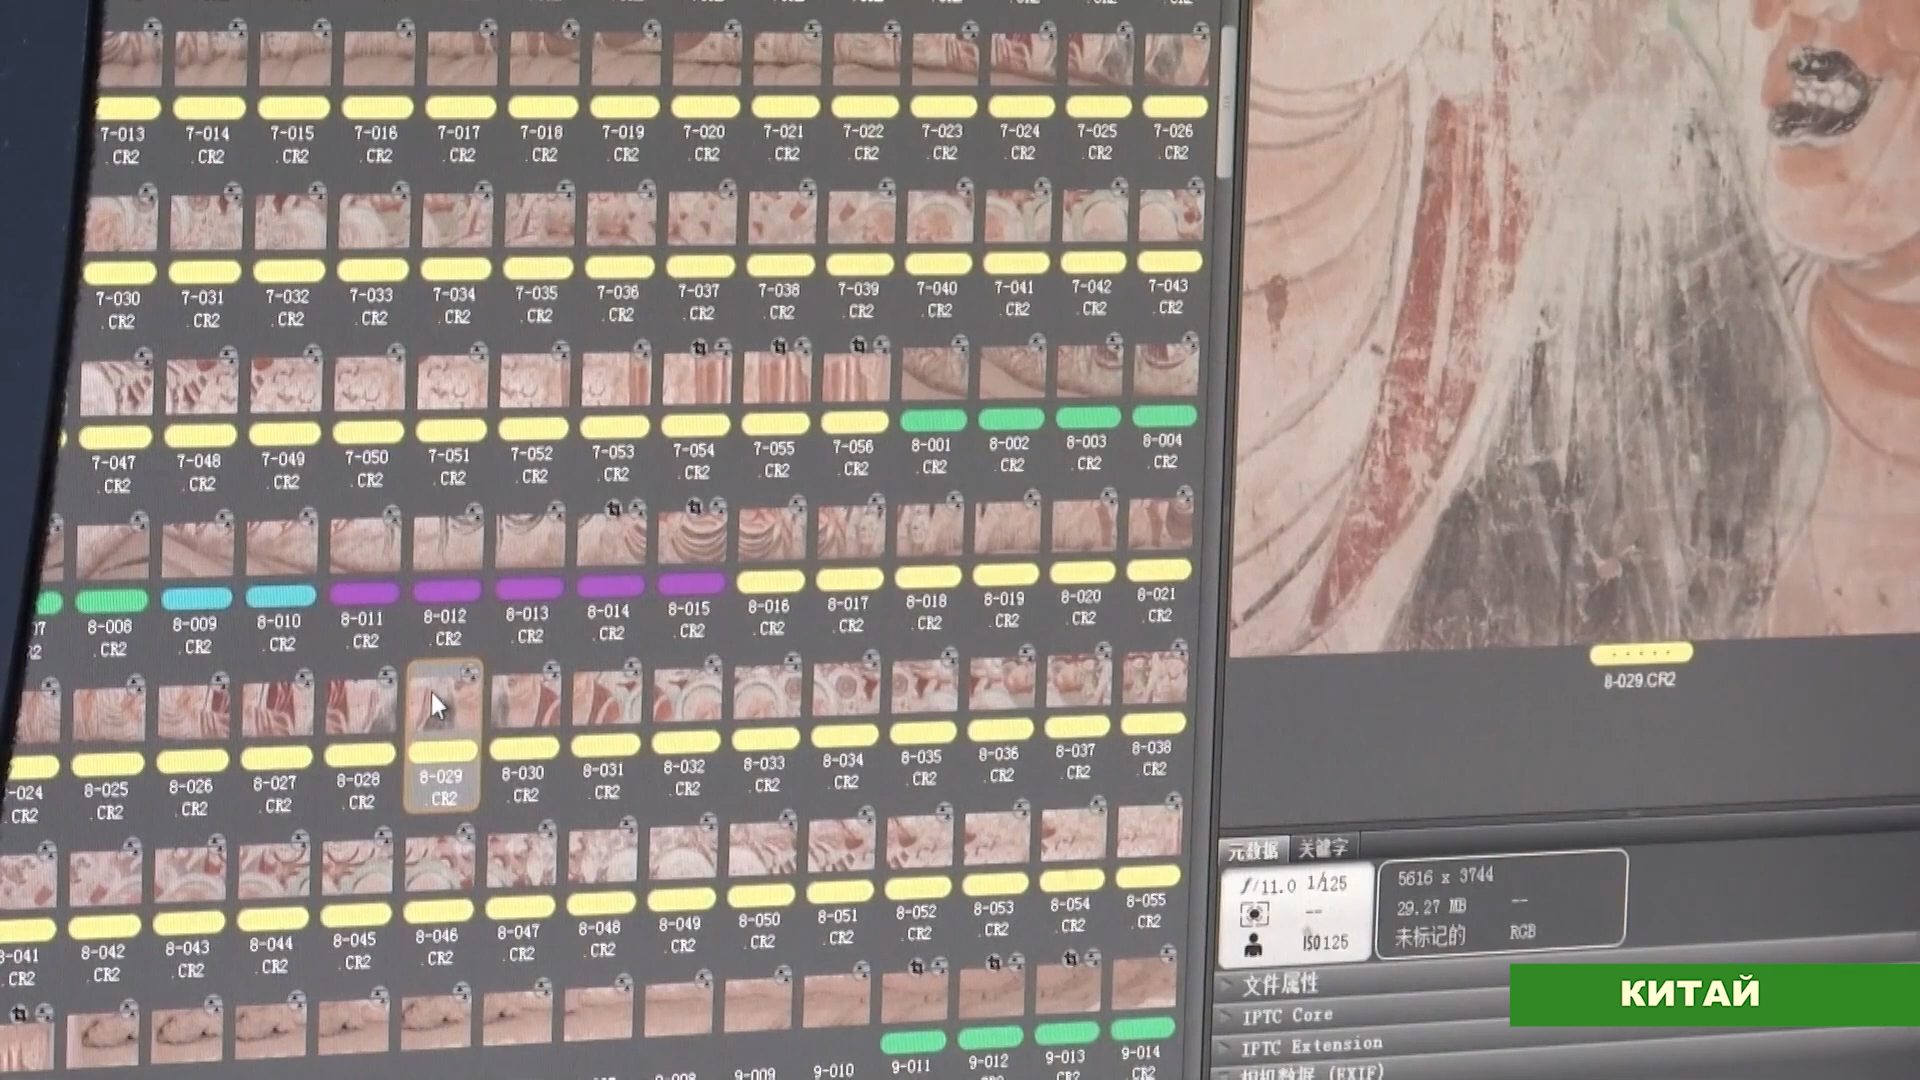 7-013 7-014 7-015 7-016 7-017 7-018 7-019 7-020 7-021 7-022 7-023 7-024 7-025 7-026
.CR2 .CR2 .CR2 .CR2 .CR2 .CR2 .CR2 .CR2 .CR2 .CR2 .CR2 .CR2 .CR2 .CR2
7-030 7-031 7-032 7-033 7-034 7-035 7-036 7-037 7-038 7-039 7-040 7-041 7-042 7-043
.CR2 .CR2 .CR2 .CR2 .CR2 .CR2 .CR2 .CR2 .CR2 .CR2 .CR2 .CR2 .CR2 .CR2
7-047 7-048 7-049 7-050 7-051 7-052 7-053 7-054 7-055 7-056 8-001 8-002 8-003 8-004
.CR2 .CR2 .CR2 .CR2 .CR2 .CR2 .CR2 .CR2 .CR2 .CR2 .CR2 .CR2 .CR2 .CR2
8-008 8-009 8-010 8-011 8-012 8-013 8-014 8-015 8-016 8-017 8-018 8-019 8-020 8-021
.CR2 .CR2 .CR2 .CR2 .CR2 .CR2 .CR2 .CR2 .CR2 .CR2 .CR2 .CR2 .CR2 .CR2
-024 8-025 8-026 8-027 8-028 8-029 8-030 8-031 8-032 8-033 8-034 8-035 8-036 8-037 8-038
.CR2 .CR2 .CR2 .CR2 .CR2 .CR2 .CR2 .CR2 .CR2 .CR2 .CR2 .CR2 .CR2 .CR2 .CR2
8-041 8-042 8-043 8-044 8-045 8-046 8-047 8-048 8-049 8-050 8-051 8-052 8-053 8-054 8-055
.CR2 .CR2 .CR2 .CR2 .CR2 .CR2 .CR2 .CR2 .CR2 .CR2 .CR2 .CR2 .CR2 .CR2 .CR2
9-009 9-010 9-011 9-012 9-013 9-014
8-029.CR2
元数据 关键字
f/11.0 1/125
--
ISO125
5616 x 3744
29.27 MB --
未标记的 RGB
文件属性
IPTC Core
IPTC Extension
相机数据 (EXIF)
КИТАЙ